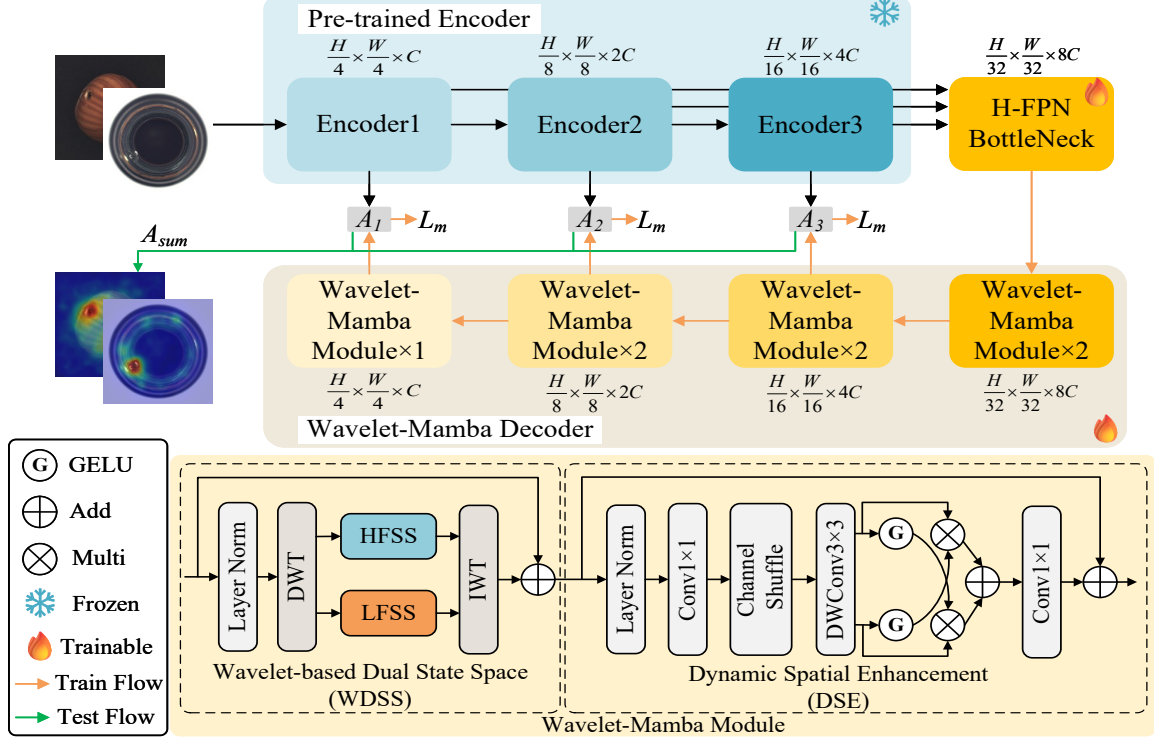 Pre-trained Encoder
H/4 × W/4 × C
H/8 × W/8 × 2C
H/16 × W/16 × 4C
H/32 × W/32 × 8C
Encoder1
Encoder2
Encoder3
H-FPN
BottleNeck
A1
Lm
A2
Lm
A3
Lm
Asum
Wavelet-
Mamba
Module×1
Wavelet-
Mamba
Module×2
Wavelet-
Mamba
Module×2
Wavelet-
Mamba
Module×2
H/4 × W/4 × C
H/8 × W/8 × 2C
H/16 × W/16 × 4C
H/32 × W/32 × 8C
Wavelet-Mamba Decoder
G GELU
Add
Multi
Frozen
Trainable
Train Flow
Test Flow
Layer Norm
DWT
HFSS
LFSS
IWT
Wavelet-based Dual State Space
(WDSS)
Layer Norm
Conv1×1
Channel
Shuffle
DWConv3×3
G
G
Conv1×1
Dynamic Spatial Enhancement
(DSE)
Wavelet-Mamba Module